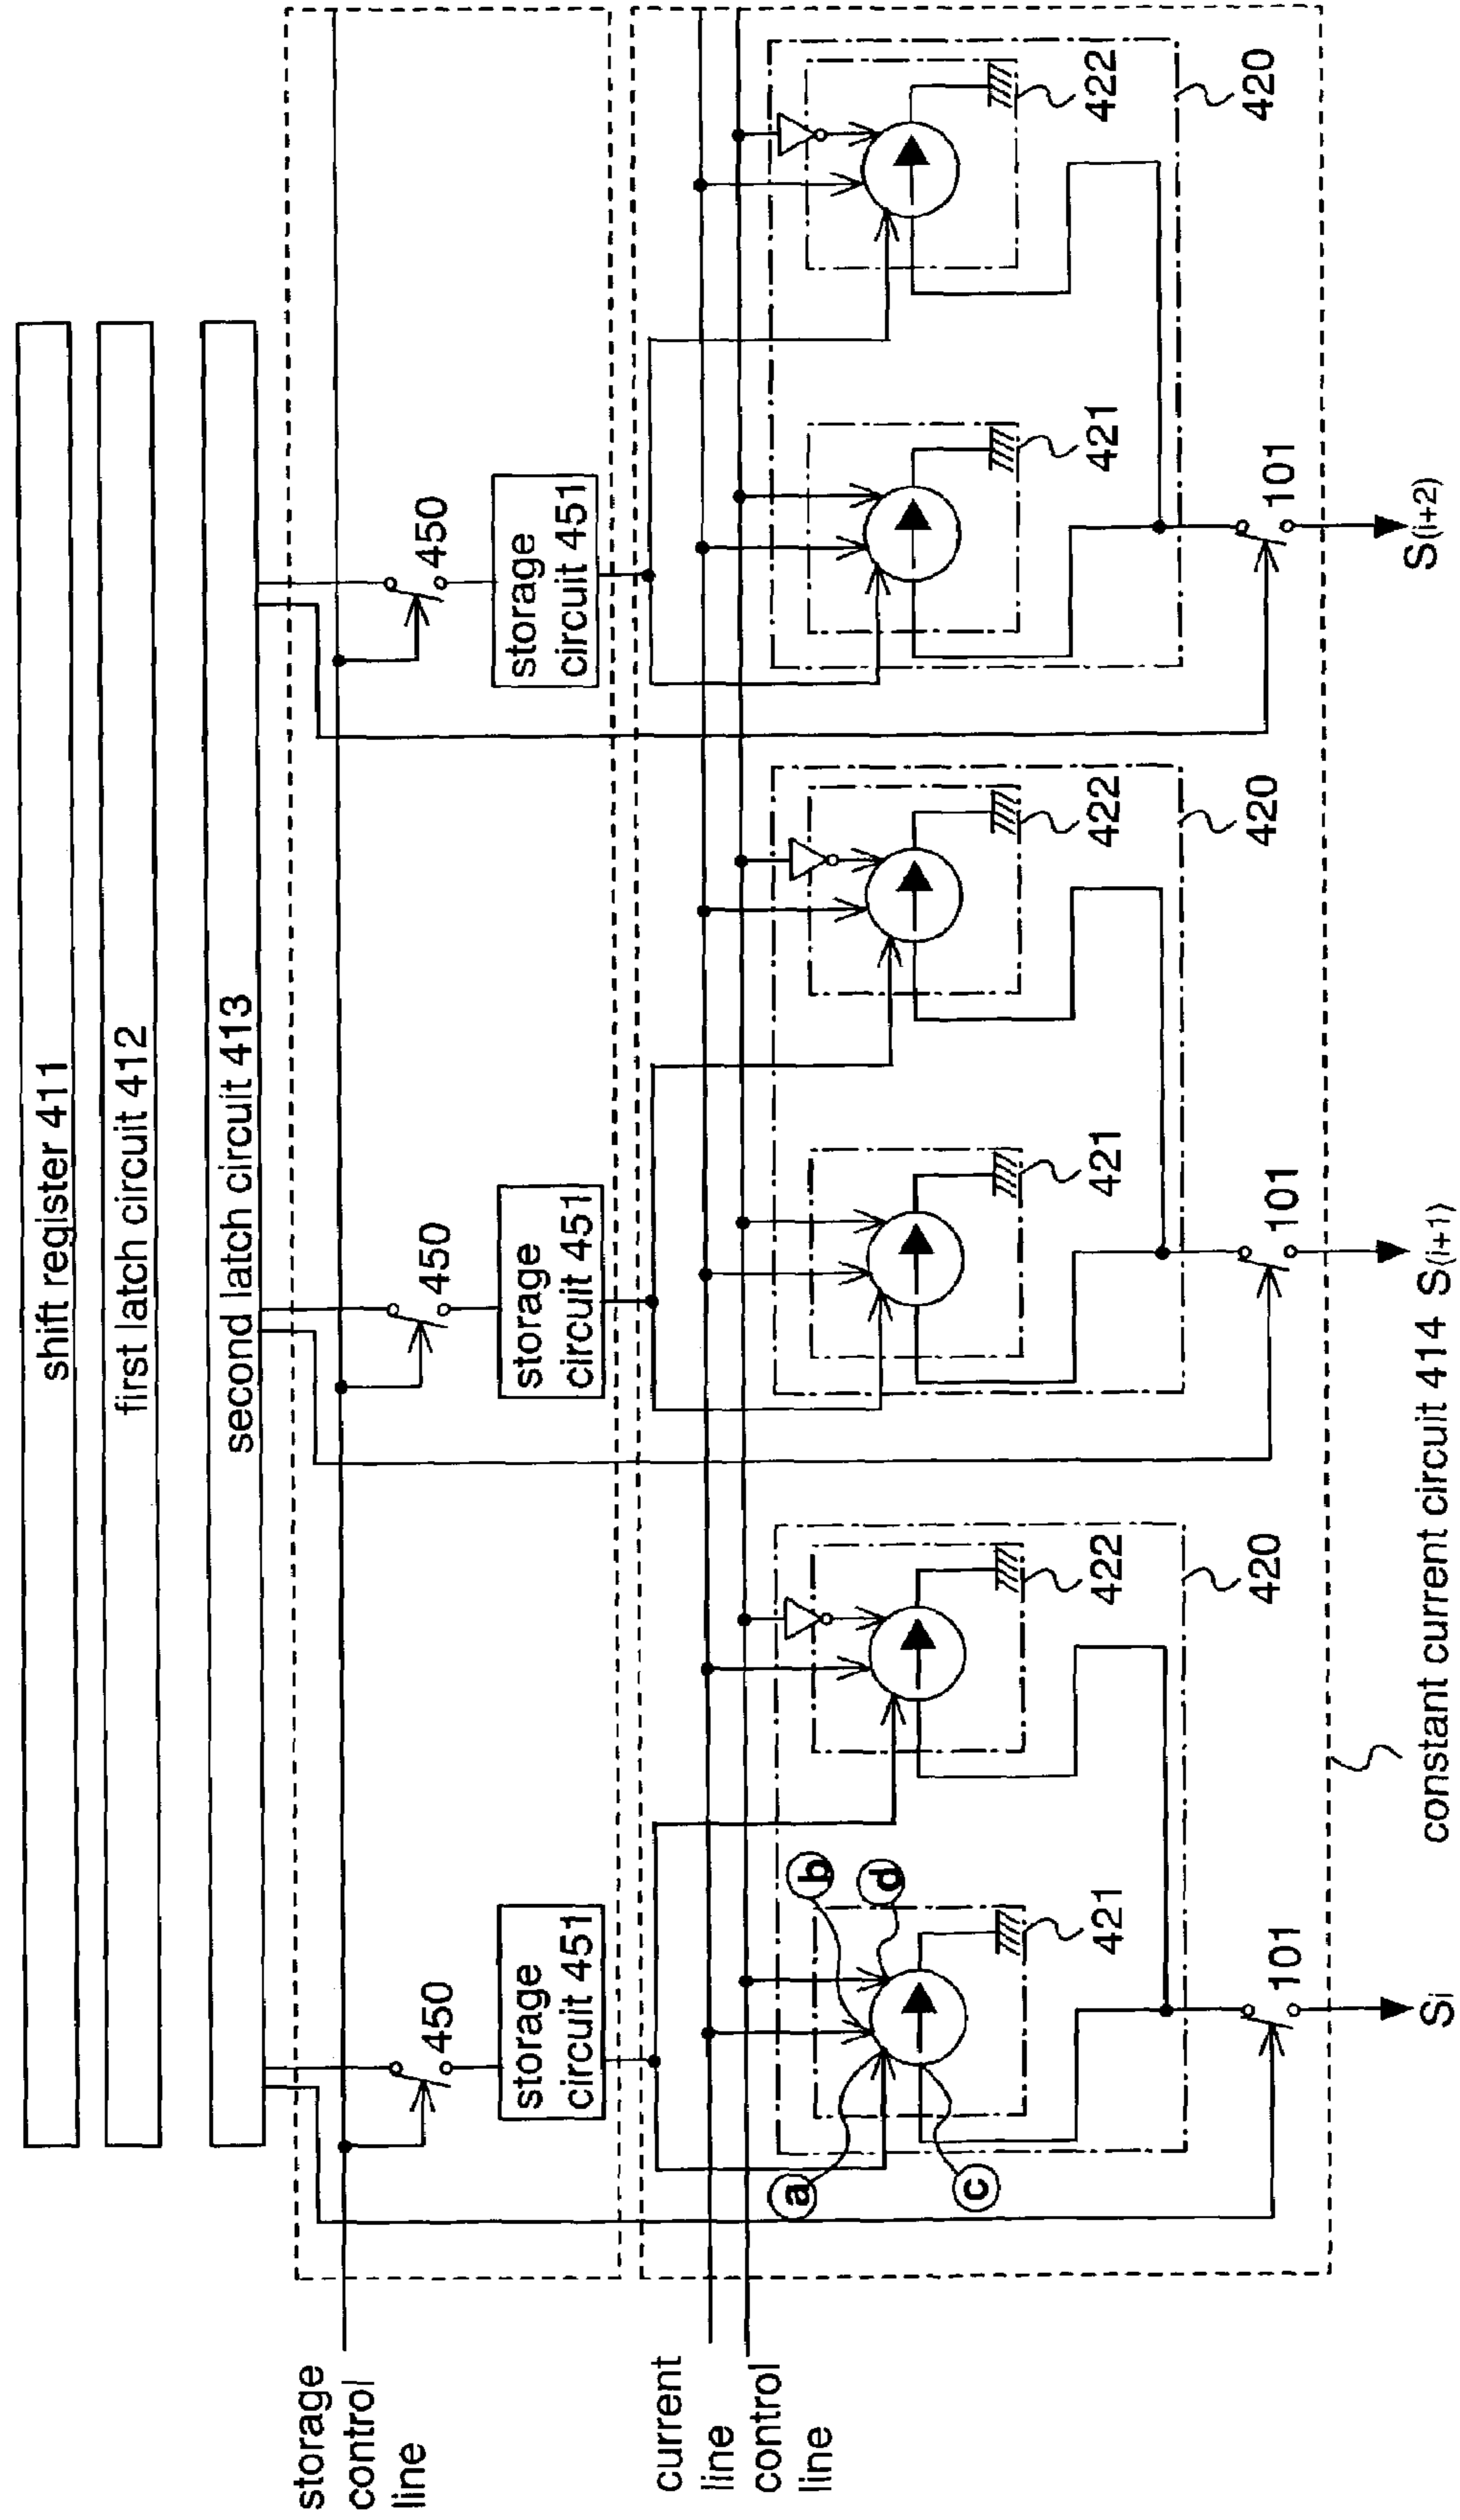 shift register 411
first latch circuit 412
second latch circuit 413
storage
control
line
450
450
450
storage
circuit 451
storage
circuit 451
storage
circuit 451
current
line
control
line
a
b
c
d
421
422
420
421
422
420
421
422
420
101
101
101
Si
constant current circuit 414
S(i+1)
S(i+2)